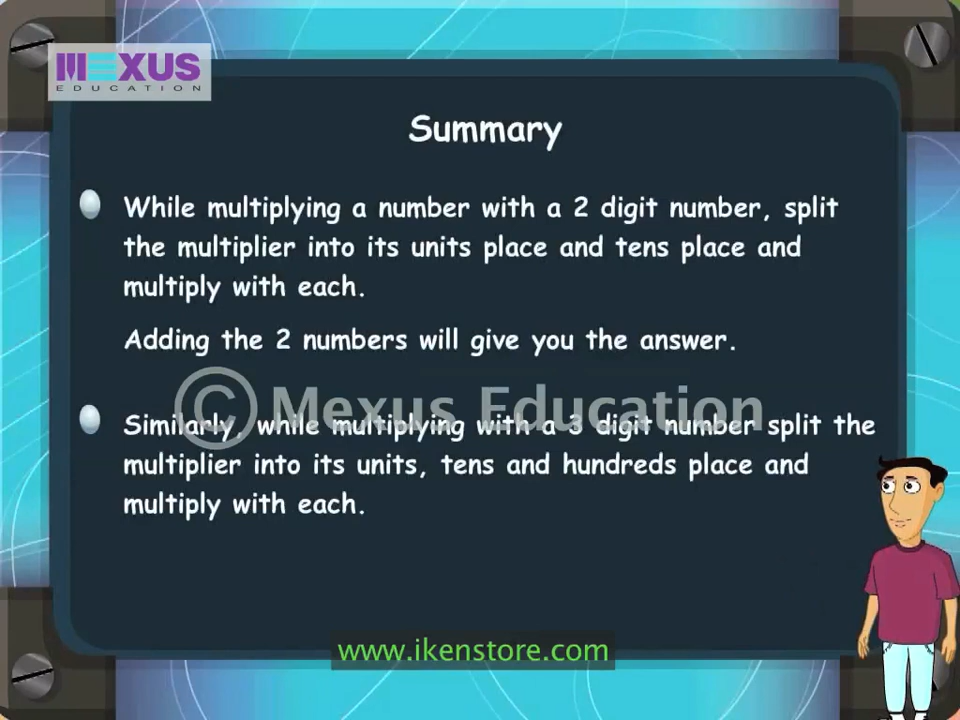 MEXUS
EDUCATION
Summary
While multiplying a number with a 2 digit number, split
the multiplier into its units place and tens place and
multiply with each.
Adding the 2 numbers will give you the answer.
© Mexus Education
Similarly, while multiplying with a 3 digit number split the
multiplier into its units, tens and hundreds place and
multiply with each.
www.ikenstore.com